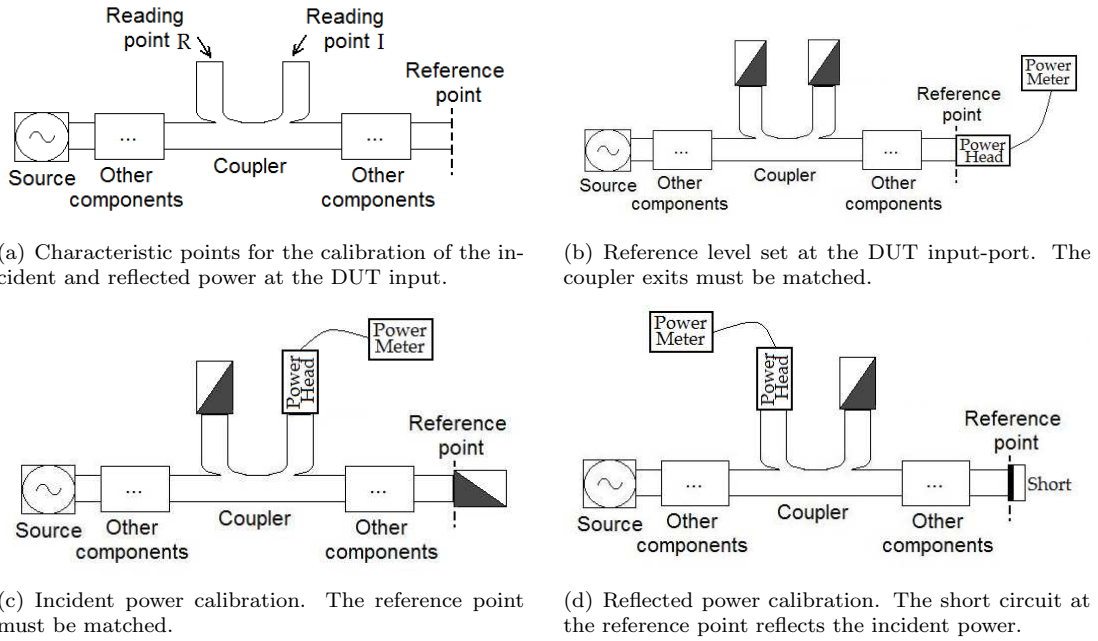 Reading
point R
Reading
point I
Reference
point
...
...
Source
Other
components
Coupler
Other
components
(a) Characteristic points for the calibration of the in-
cident and reflected power at the DUT input.
Power
Meter
Reference
point
Power
Head
...
...
Source
Other
components
Coupler
Other
components
(b) Reference level set at the DUT input-port. The
coupler exits must be matched.
Power
Meter
Power
Head
Reference
point
...
...
Source
Other
components
Coupler
Other
components
(c) Incident power calibration. The reference point
must be matched.
Power
Meter
Power
Head
Reference
point
...
...
Short
Source
Other
components
Coupler
Other
components
(d) Reflected power calibration. The short circuit at
the reference point reflects the incident power.